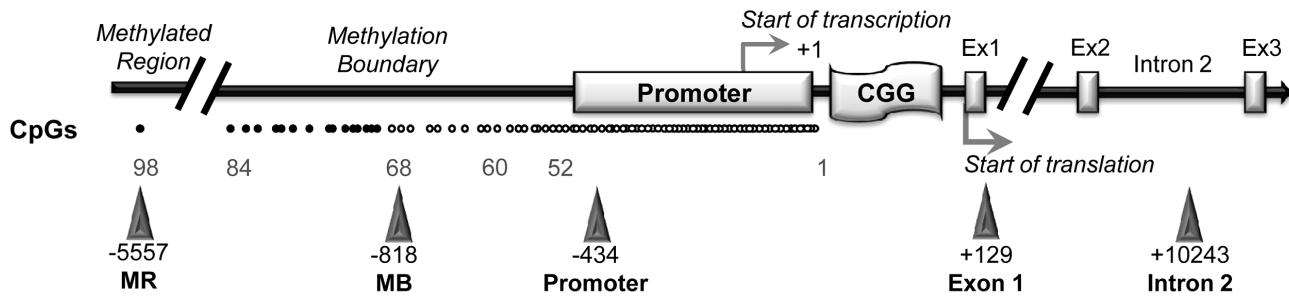 Start of transcription
Methylated Region
Methylation Boundary
+1
Ex1
Ex2
Intron 2
Ex3
Promoter
CGG
CpGs
98
84
68
60
52
1
Start of translation
-5557
-818
-434
+129
+10243
MR
MB
Promoter
Exon 1
Intron 2